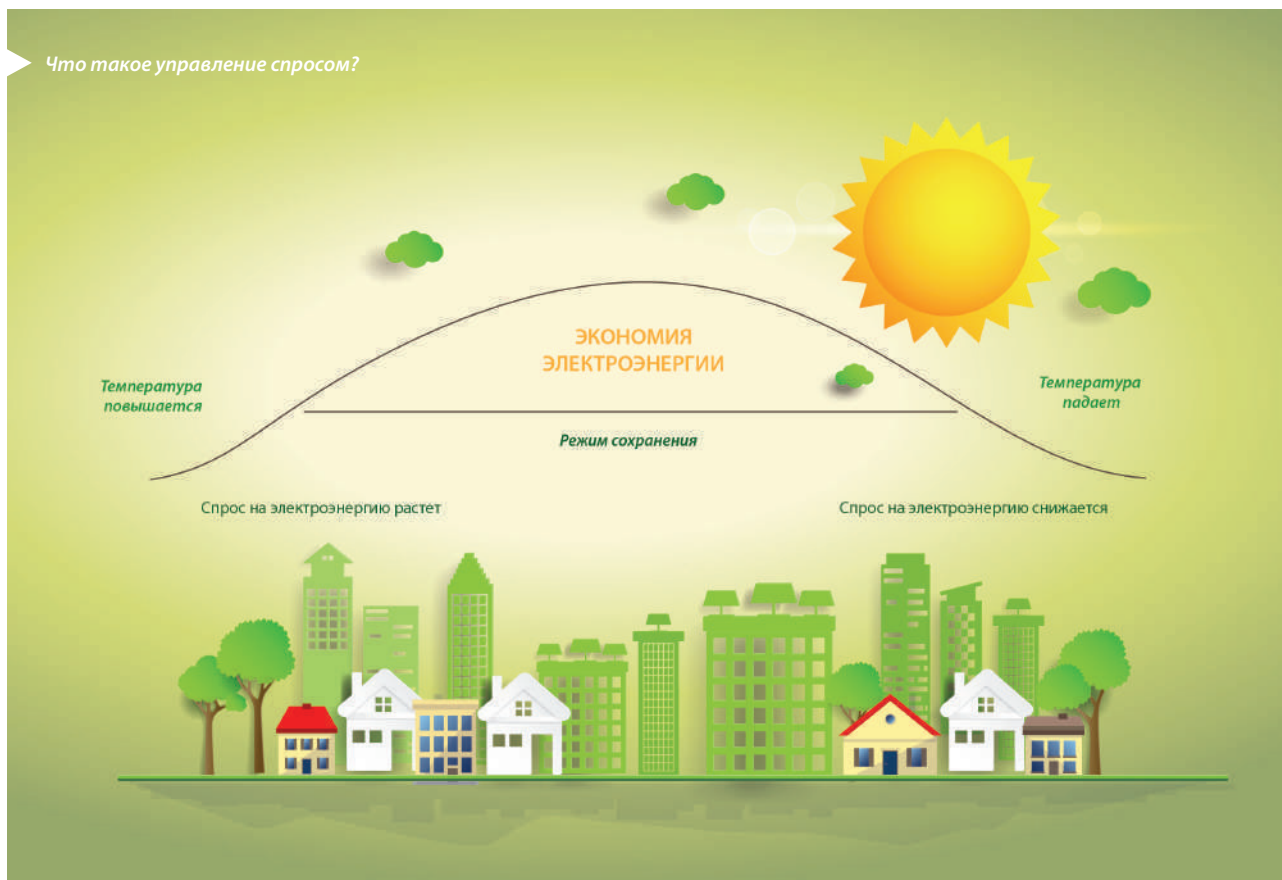 Что такое управление спросом?
ЭКОНОМИЯ
ЭЛЕКТРОЭНЕРГИИ
Температура
повышается
Температура
падает
Режим сохранения
Спрос на электроэнергию растет
Спрос на электроэнергию снижается